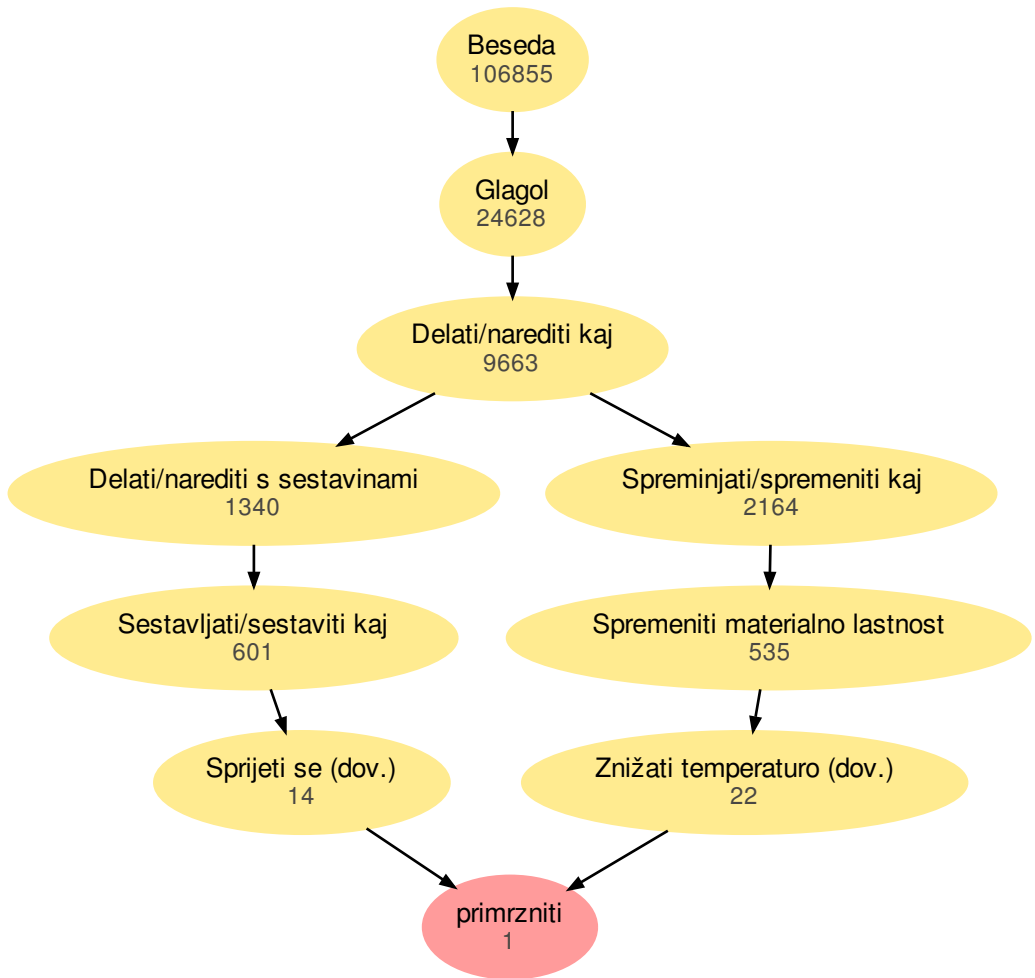 Beseda
106855
Glagol
24628
Delati/narediti kaj
9663
Delati/narediti s sestavinami
1340
Spreminjati/spremeniti kaj
2164
Sestavljati/sestaviti kaj
601
Spremeniti materialno lastnost
535
Sprijeti se (dov.)
14
Znižati temperaturo (dov.)
22
primrzniti
1